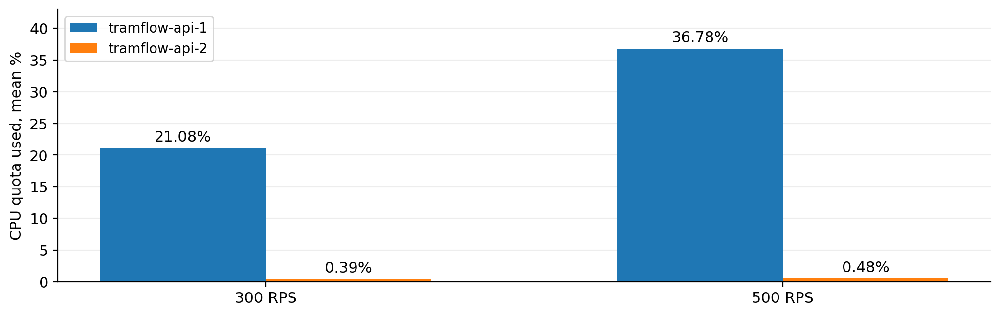 tramflow-api-1
tramflow-api-2
CPU quota used, mean %
40
35
30
25
20
15
10
5
0
21.08%
0.39%
36.78%
0.48%
300 RPS
500 RPS